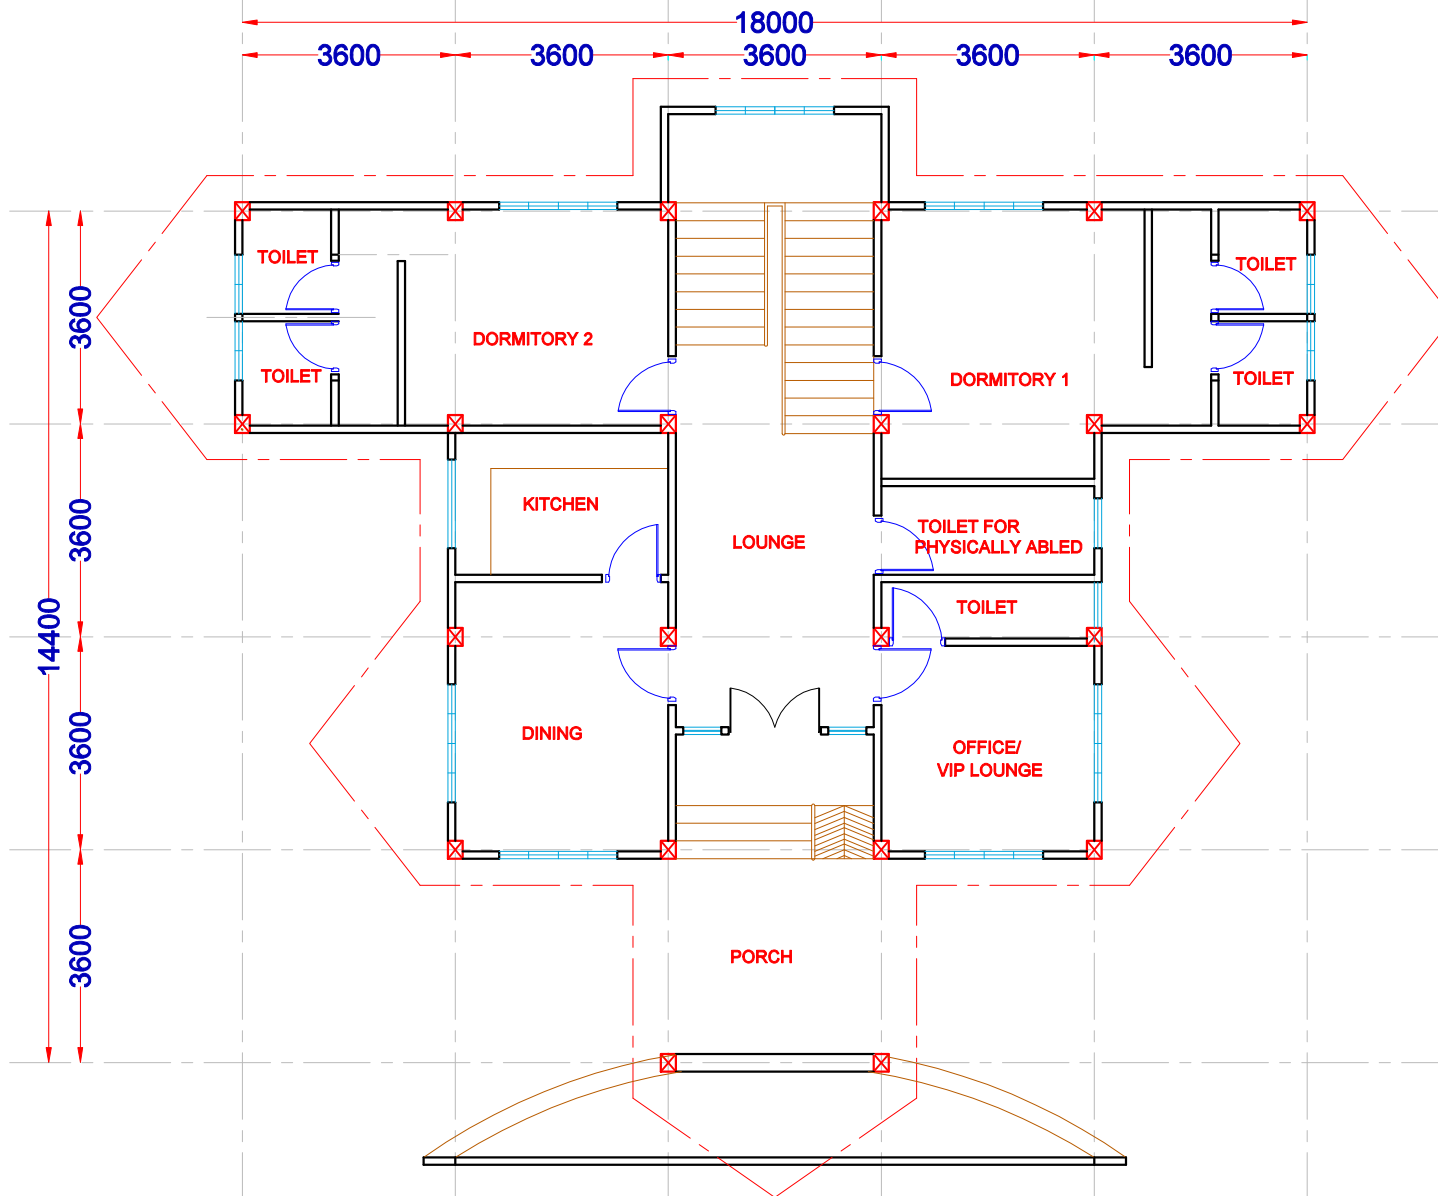 18000
3600 3600 3600 3600 3600
TOILET
TOILET
3600
DORMITORY 2
TOILET
DORMITORY 1
TOILET
KITCHEN
3600
TOILET FOR
PHYSICALLY ABLED
LOUNGE
TOILET
14400
DINING
3600
OFFICE/
VIP LOUNGE
3600
PORCH